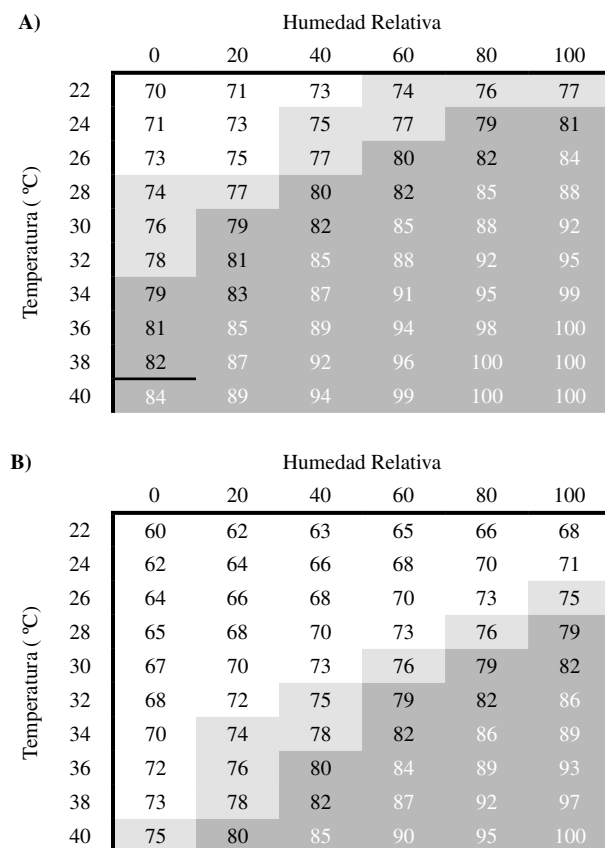 A) Humedad Relativa
0 20 40 60 80 100
22 70 71 73 74 76 77
24 71 73 75 77 79 81
26 73 75 77 80 82 84
28 74 77 80 82 85 88
30 76 79 82 85 88 92
32 78 81 85 88 92 95
34 79 83 87 91 95 99
36 81 85 89 94 98 100
38 82 87 92 96 100 100
40 84 89 94 99 100 100
Temperatura ( ºC)
B) Humedad Relativa
0 20 40 60 80 100
22 60 62 63 65 66 68
24 62 64 66 68 70 71
26 64 66 68 70 73 75
28 65 68 70 73 76 79
30 67 70 73 76 79 82
32 68 72 75 79 82 86
34 70 74 78 82 86 89
36 72 76 80 84 89 93
38 73 78 82 87 92 97
40 75 80 85 90 95 100
Temperatura ( ºC)